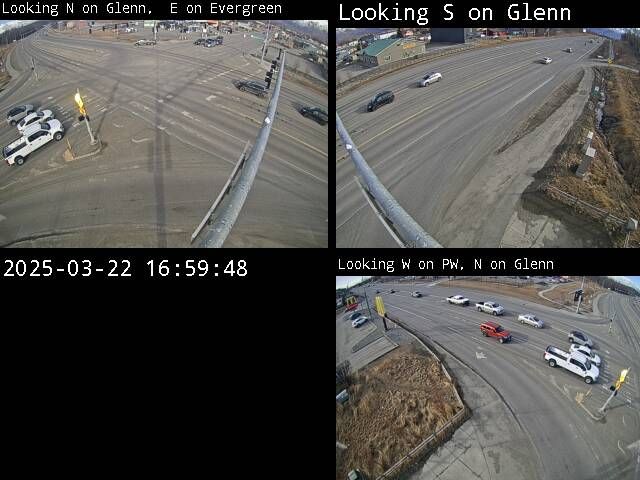 Looking N on Glenn,  E on Evergreen
Looking S on Glenn
2025-03-22 16:59:48
Looking W on PW, N on Glenn